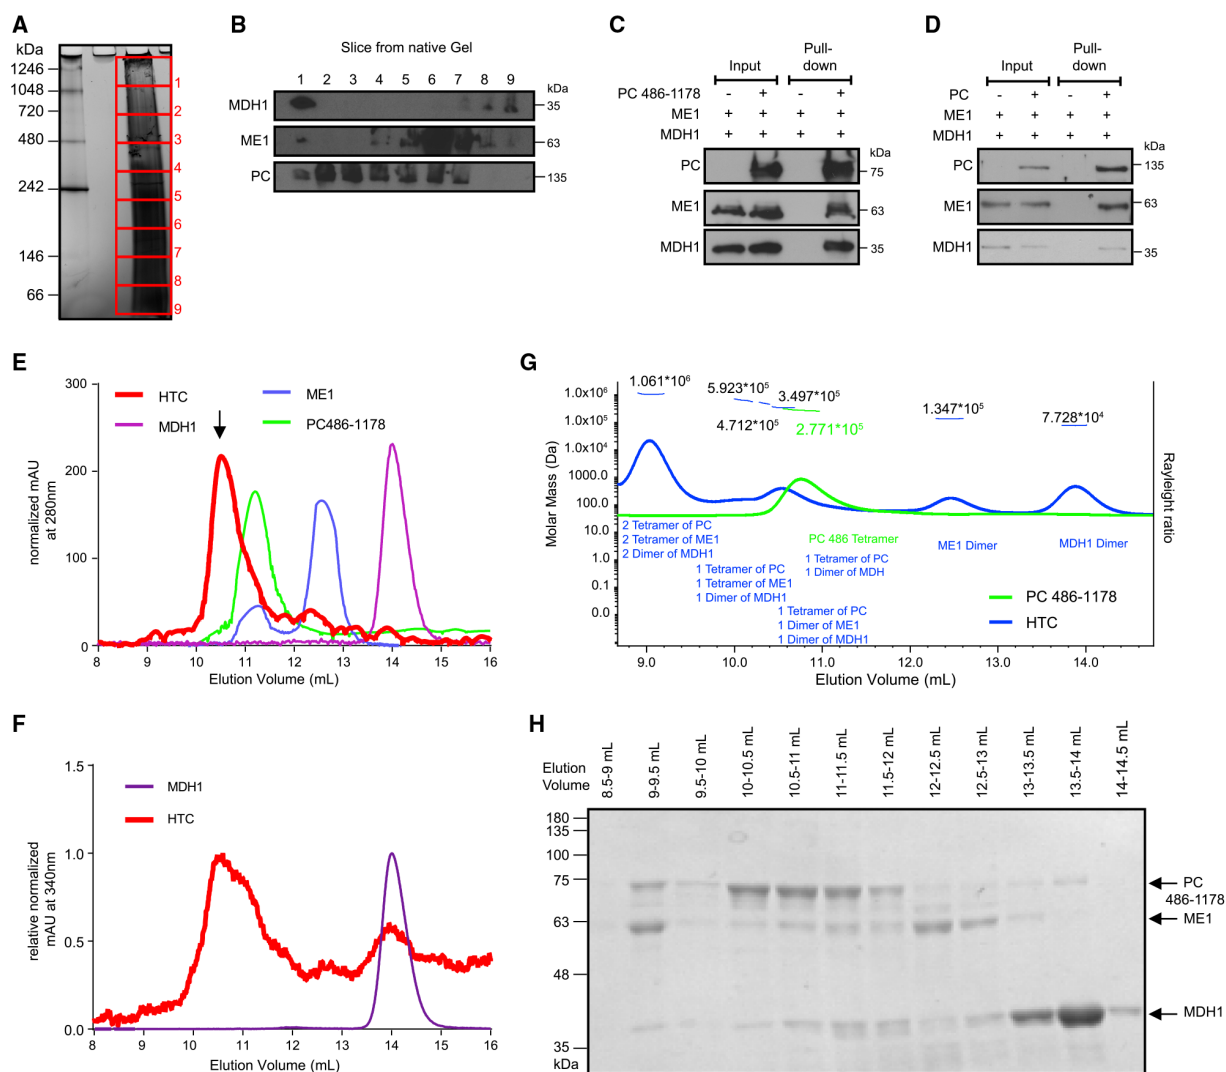 A
kDa
1246
1048
720
480
242
146
66
1
2
3
4
5
6
7
8
9
B
Slice from native Gel
1 2 3 4 5 6 7 8 9
kDa
MDH1
35
ME1
63
PC
135
C
Input
Pull-
down
PC 486-1178 - + - +
ME1 + + + +
MDH1 + + + +
kDa
PC
75
ME1
63
MDH1
35
D
Input
Pull-
down
PC - + - +
ME1 + + + +
MDH1 + + + +
kDa
PC
135
ME1
63
MDH1
35
E
300
200
100
0
normalized mAU
at 280nm
HTC
MDH1
ME1
PC486-1178
8 9 10 11 12 13 14 15 16
Elution Volume (mL)
F
1.5
1.0
0.5
0.0
relative normalized
mAU at 340nm
MDH1
HTC
8 9 10 11 12 13 14 15 16
Elution Volume (mL)
G
Molar Mass (Da)
1.0x10⁶
1.0x10⁵
1.0x10⁴
1000.0
100.0
10.0
1.0
0.1
0.0
1.061*10⁶
5.923*10⁵
4.712*10⁵
3.497*10⁵
2.771*10⁵
1.347*10⁵
7.728*10⁴
Rayleight ratio
2 Tetramer of PC
2 Tetramer of ME1
2 Dimer of MDH1
1 Tetramer of PC
1 Tetramer of ME1
1 Dimer of MDH1
PC 486 Tetramer
1 Tetramer of PC
1 Dimer of MDH
1 Tetramer of PC
1 Dimer of ME1
1 Dimer of MDH1
ME1 Dimer
MDH1 Dimer
PC 486-1178
HTC
9.0 10.0 11.0 12.0 13.0 14.0
Elution Volume (mL)
H
Elution
Volume
8.5-9 mL
9-9.5 mL
9.5-10 mL
10-10.5 mL
10.5-11 mL
11-11.5 mL
11.5-12 mL
12-12.5 mL
12.5-13 mL
13-13.5 mL
13.5-14 mL
14-14.5 mL
180
135
100
75
63
48
35
kDa
PC
486-1178
ME1
MDH1